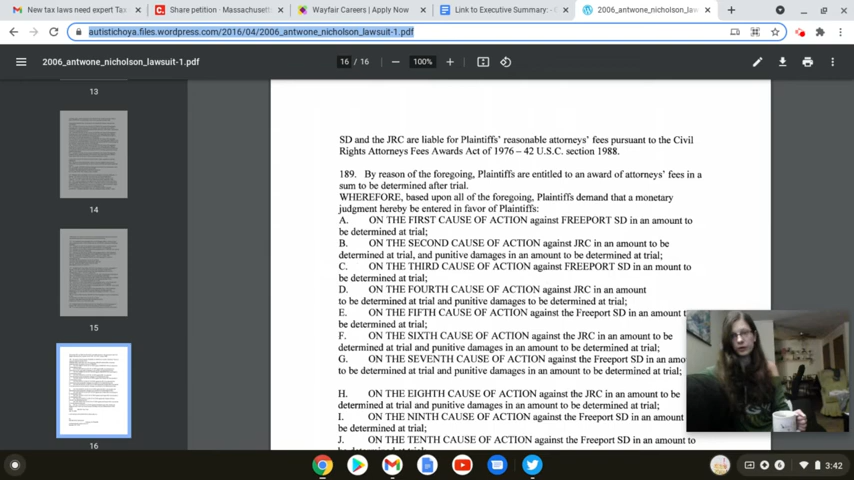 New tax laws need expert Tax
Share petition · Massachuset
Wayfair Careers | Apply Now
Link to Executive Summary: -
2006_antwone_nicholson_law
autistichoya.files.wordpress.com/2016/04/2006_antwone_nicholson_lawsuit-1.pdf
2006_antwone_nicholson_lawsuit-1.pdf
16 / 16
100%
13
14
15
16
SD and the JRC are liable for Plaintiffs' reasonable attorneys' fees pursuant to the Civil
Rights Attorneys Fees Awards Act of 1976 – 42 U.S.C. section 1988.
189. By reason of the foregoing, Plaintiffs are entitled to an award of attorneys' fees in a
sum to be determined after trial.
WHEREFORE, based upon all of the foregoing, Plaintiffs demand that a monetary
judgment hereby be entered in favor of Plaintiffs:
A. ON THE FIRST CAUSE OF ACTION against FREEPORT SD in an amount to
be determined at trial;
B. ON THE SECOND CAUSE OF ACTION against JRC in an amount to be
determined at trial, and punitive damages in an amount to be determined at trial;
C. ON THE THIRD CAUSE OF ACTION against FREEPORT SD in an mount to
be determined at trial;
D. ON THE FOURTH CAUSE OF ACTION against JRC in an amount
to be determined at trial and punitive damages to be determined at trial;
E. ON THE FIFTH CAUSE OF ACTION against the Freeport SD in an amount t
be determined at trial;
F. ON THE SIXTH CAUSE OF ACTION against the JRC in an amount to be
determined at trial and punitive damages in an amount to be determined at trial;
G. ON THE SEVENTH CAUSE OF ACTION against the Freeport SD in an amo
to be determined at trial and punitive damages in an amount to be determined at trial;
H. ON THE EIGHTH CAUSE OF ACTION against the JRC in an amount to be
determined at trial and punitive damages in an amount to be determined at trial;
I. ON THE NINTH CAUSE OF ACTION against the Freeport SD in an amount
be determined at trial;
J. ON THE TENTH CAUSE OF ACTION against the Freeport SD in an amount to
3:42